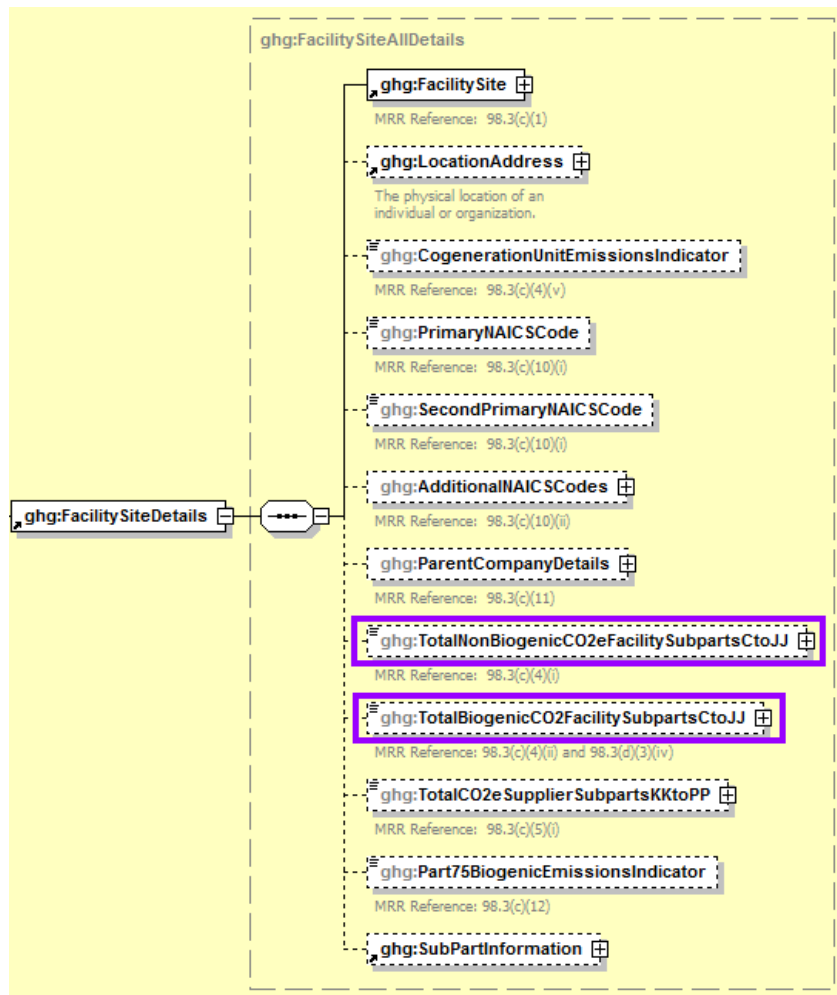 ghg:FacilitySiteAllDetails
ghg:FacilitySite
MRR Reference: 98.3(c)(1)
ghg:LocationAddress
The physical location of an
individual or organization.
ghg:CogenerationUnitEmissionsIndicator
MRR Reference: 98.3(c)(4)(v)
ghg:PrimaryNAICSCode
MRR Reference: 98.3(c)(10)(i)
ghg:SecondPrimaryNAICSCode
MRR Reference: 98.3(c)(10)(i)
ghg:AdditionalNAICSCodes
MRR Reference: 98.3(c)(10)(ii)
ghg:FacilitySiteDetails
ghg:ParentCompanyDetails
MRR Reference: 98.3(c)(11)
ghg:TotalNonBiogenicCO2eFacilitySubpartsCtoJJ
MRR Reference: 98.3(c)(4)(i)
ghg:TotalBiogenicCO2FacilitySubpartsCtoJJ
MRR Reference: 98.3(c)(4)(ii) and 98.3(d)(3)(iv)
ghg:TotalCO2eSupplierSubpartsKKtoPP
MRR Reference: 98.3(c)(5)(i)
ghg:Part75BiogenicEmissionsIndicator
MRR Reference: 98.3(c)(12)
ghg:SubPartInformation